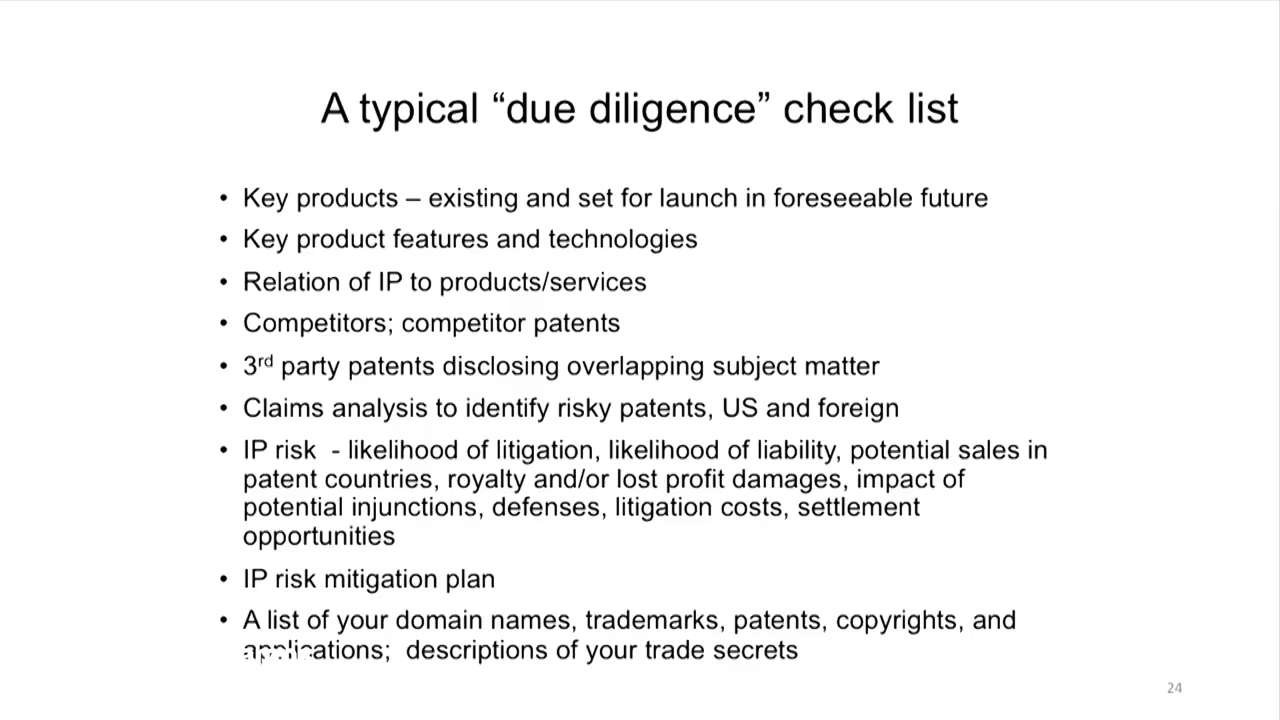 A typical “due diligence” check list
• Key products – existing and set for launch in foreseeable future
• Key product features and technologies
• Relation of IP to products/services
• Competitors; competitor patents
• 3rd party patents disclosing overlapping subject matter
• Claims analysis to identify risky patents, US and foreign
• IP risk - likelihood of litigation, likelihood of liability, potential sales in
patent countries, royalty and/or lost profit damages, impact of
potential injunctions, defenses, litigation costs, settlement
opportunities
• IP risk mitigation plan
• A list of your domain names, trademarks, patents, copyrights, and
applications; descriptions of your trade secrets
24